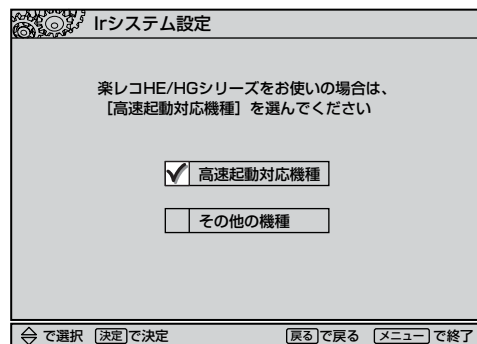 Irシステム設定
楽レコHE/HGシリーズをお使いの場合は、
［高速起動対応機種］を選んでください
高速起動対応機種
その他の機種
で選択 決定で決定 戻るで戻る メニューで終了